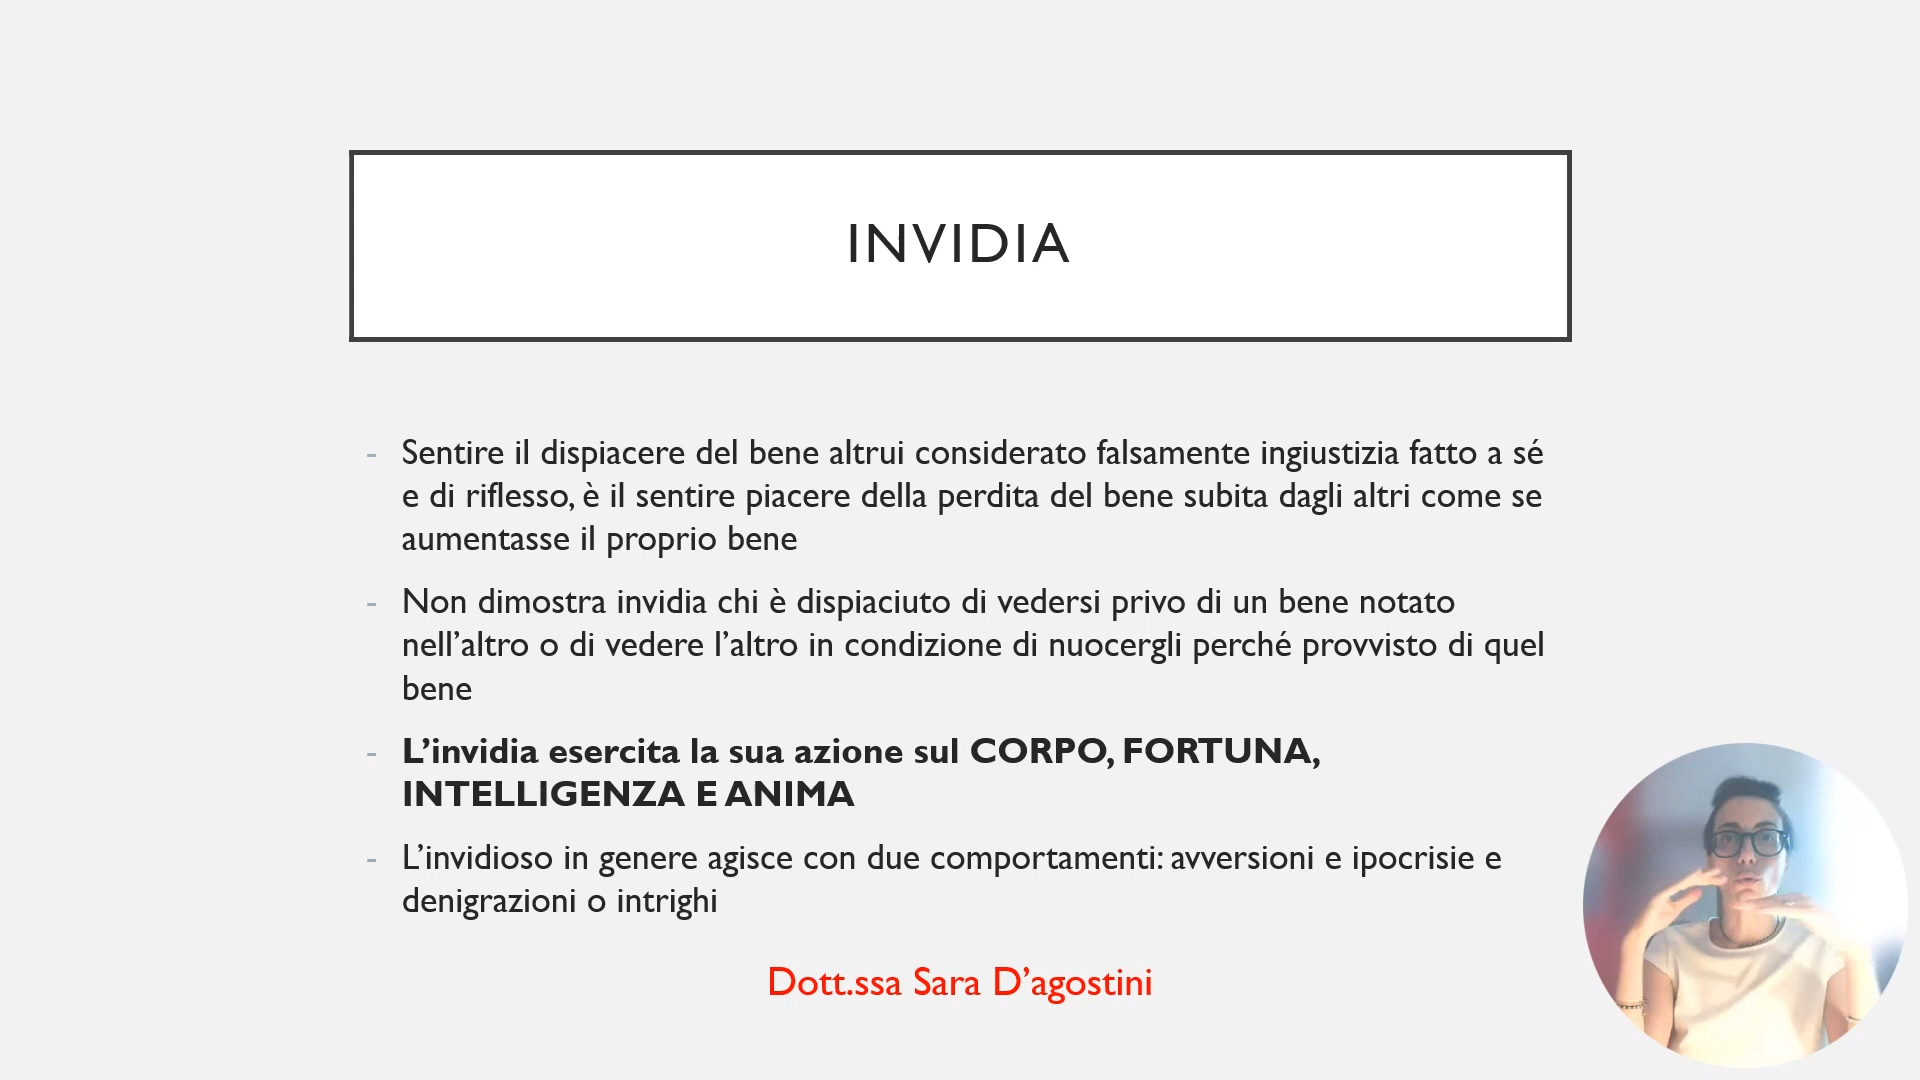 INVIDIA
- Sentire il dispiacere del bene altrui considerato falsamente ingiustizia fatto a sé
e di riflesso, è il sentire piacere della perdita del bene subita dagli altri come se
aumentasse il proprio bene
- Non dimostra invidia chi è dispiaciuto di vedersi privo di un bene notato
nell’altro o di vedere l’altro in condizione di nuocergli perché provvisto di quel
bene
- L’invidia esercita la sua azione sul CORPO, FORTUNA,
INTELLIGENZA E ANIMA
- L’invidioso in genere agisce con due comportamenti: avversioni e ipocrisie e
denigrazioni o intrighi
Dott.ssa Sara D’agostini